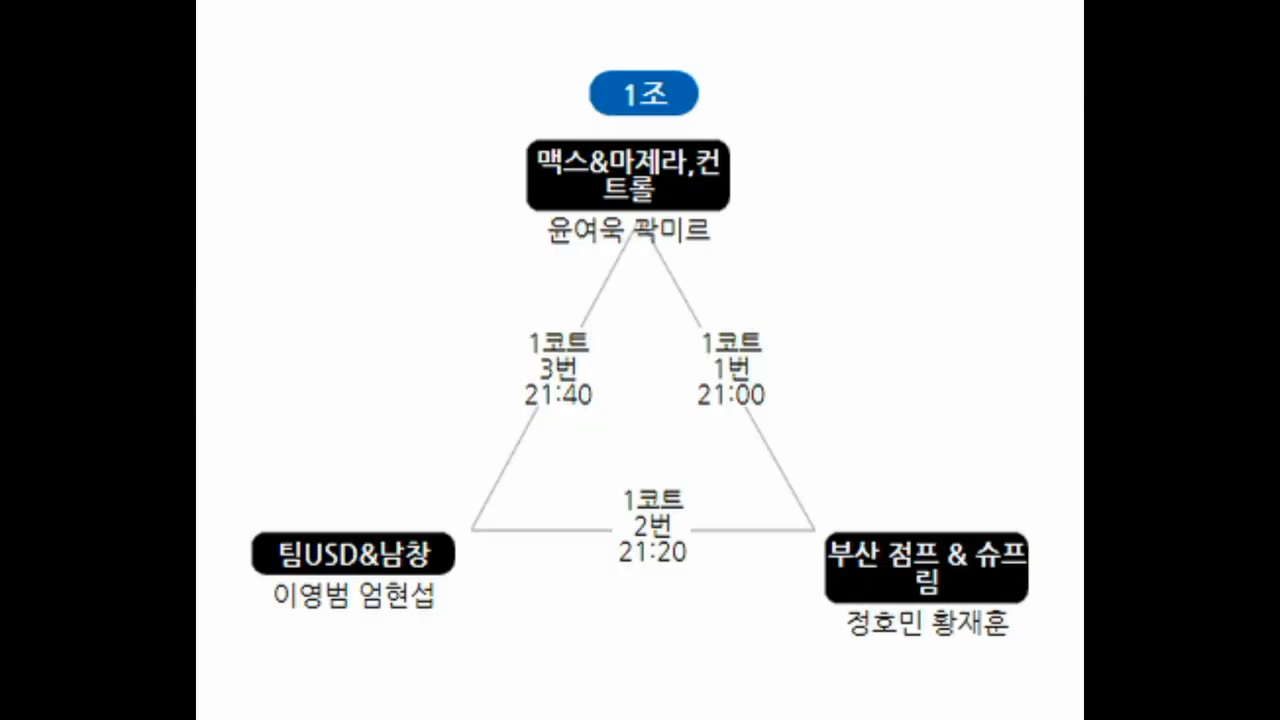 1조
맥스&마제라,컨
트롤
윤여욱 곽미르
1코트
3번
21:40
1코트
1번
21:00
1코트
2번
21:20
팀USD&남창
이영범 엄현섭
부산 점프 & 슈프
림
정호민 황재훈